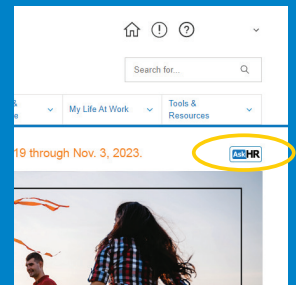 Search for...
&
e
My Life At Work
Tools &
Resources
19 through Nov. 3, 2023.
AskHR